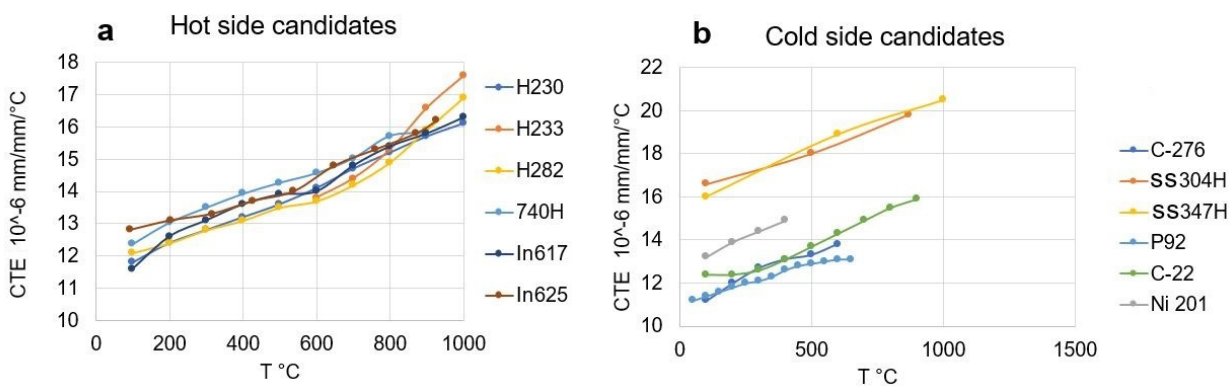 a Hot side candidates
CTE 10^-6 mm/mm/°C
18
17
16
15
14
13
12
11
10
0 200 400 600 800 1000
T °C
H230
H233
H282
740H
In617
In625
b Cold side candidates
CTE 10^-6 mm/mm/°C
22
20
18
16
14
12
10
0 500 1000 1500
T °C
C-276
SS304H
SS347H
P92
C-22
Ni 201